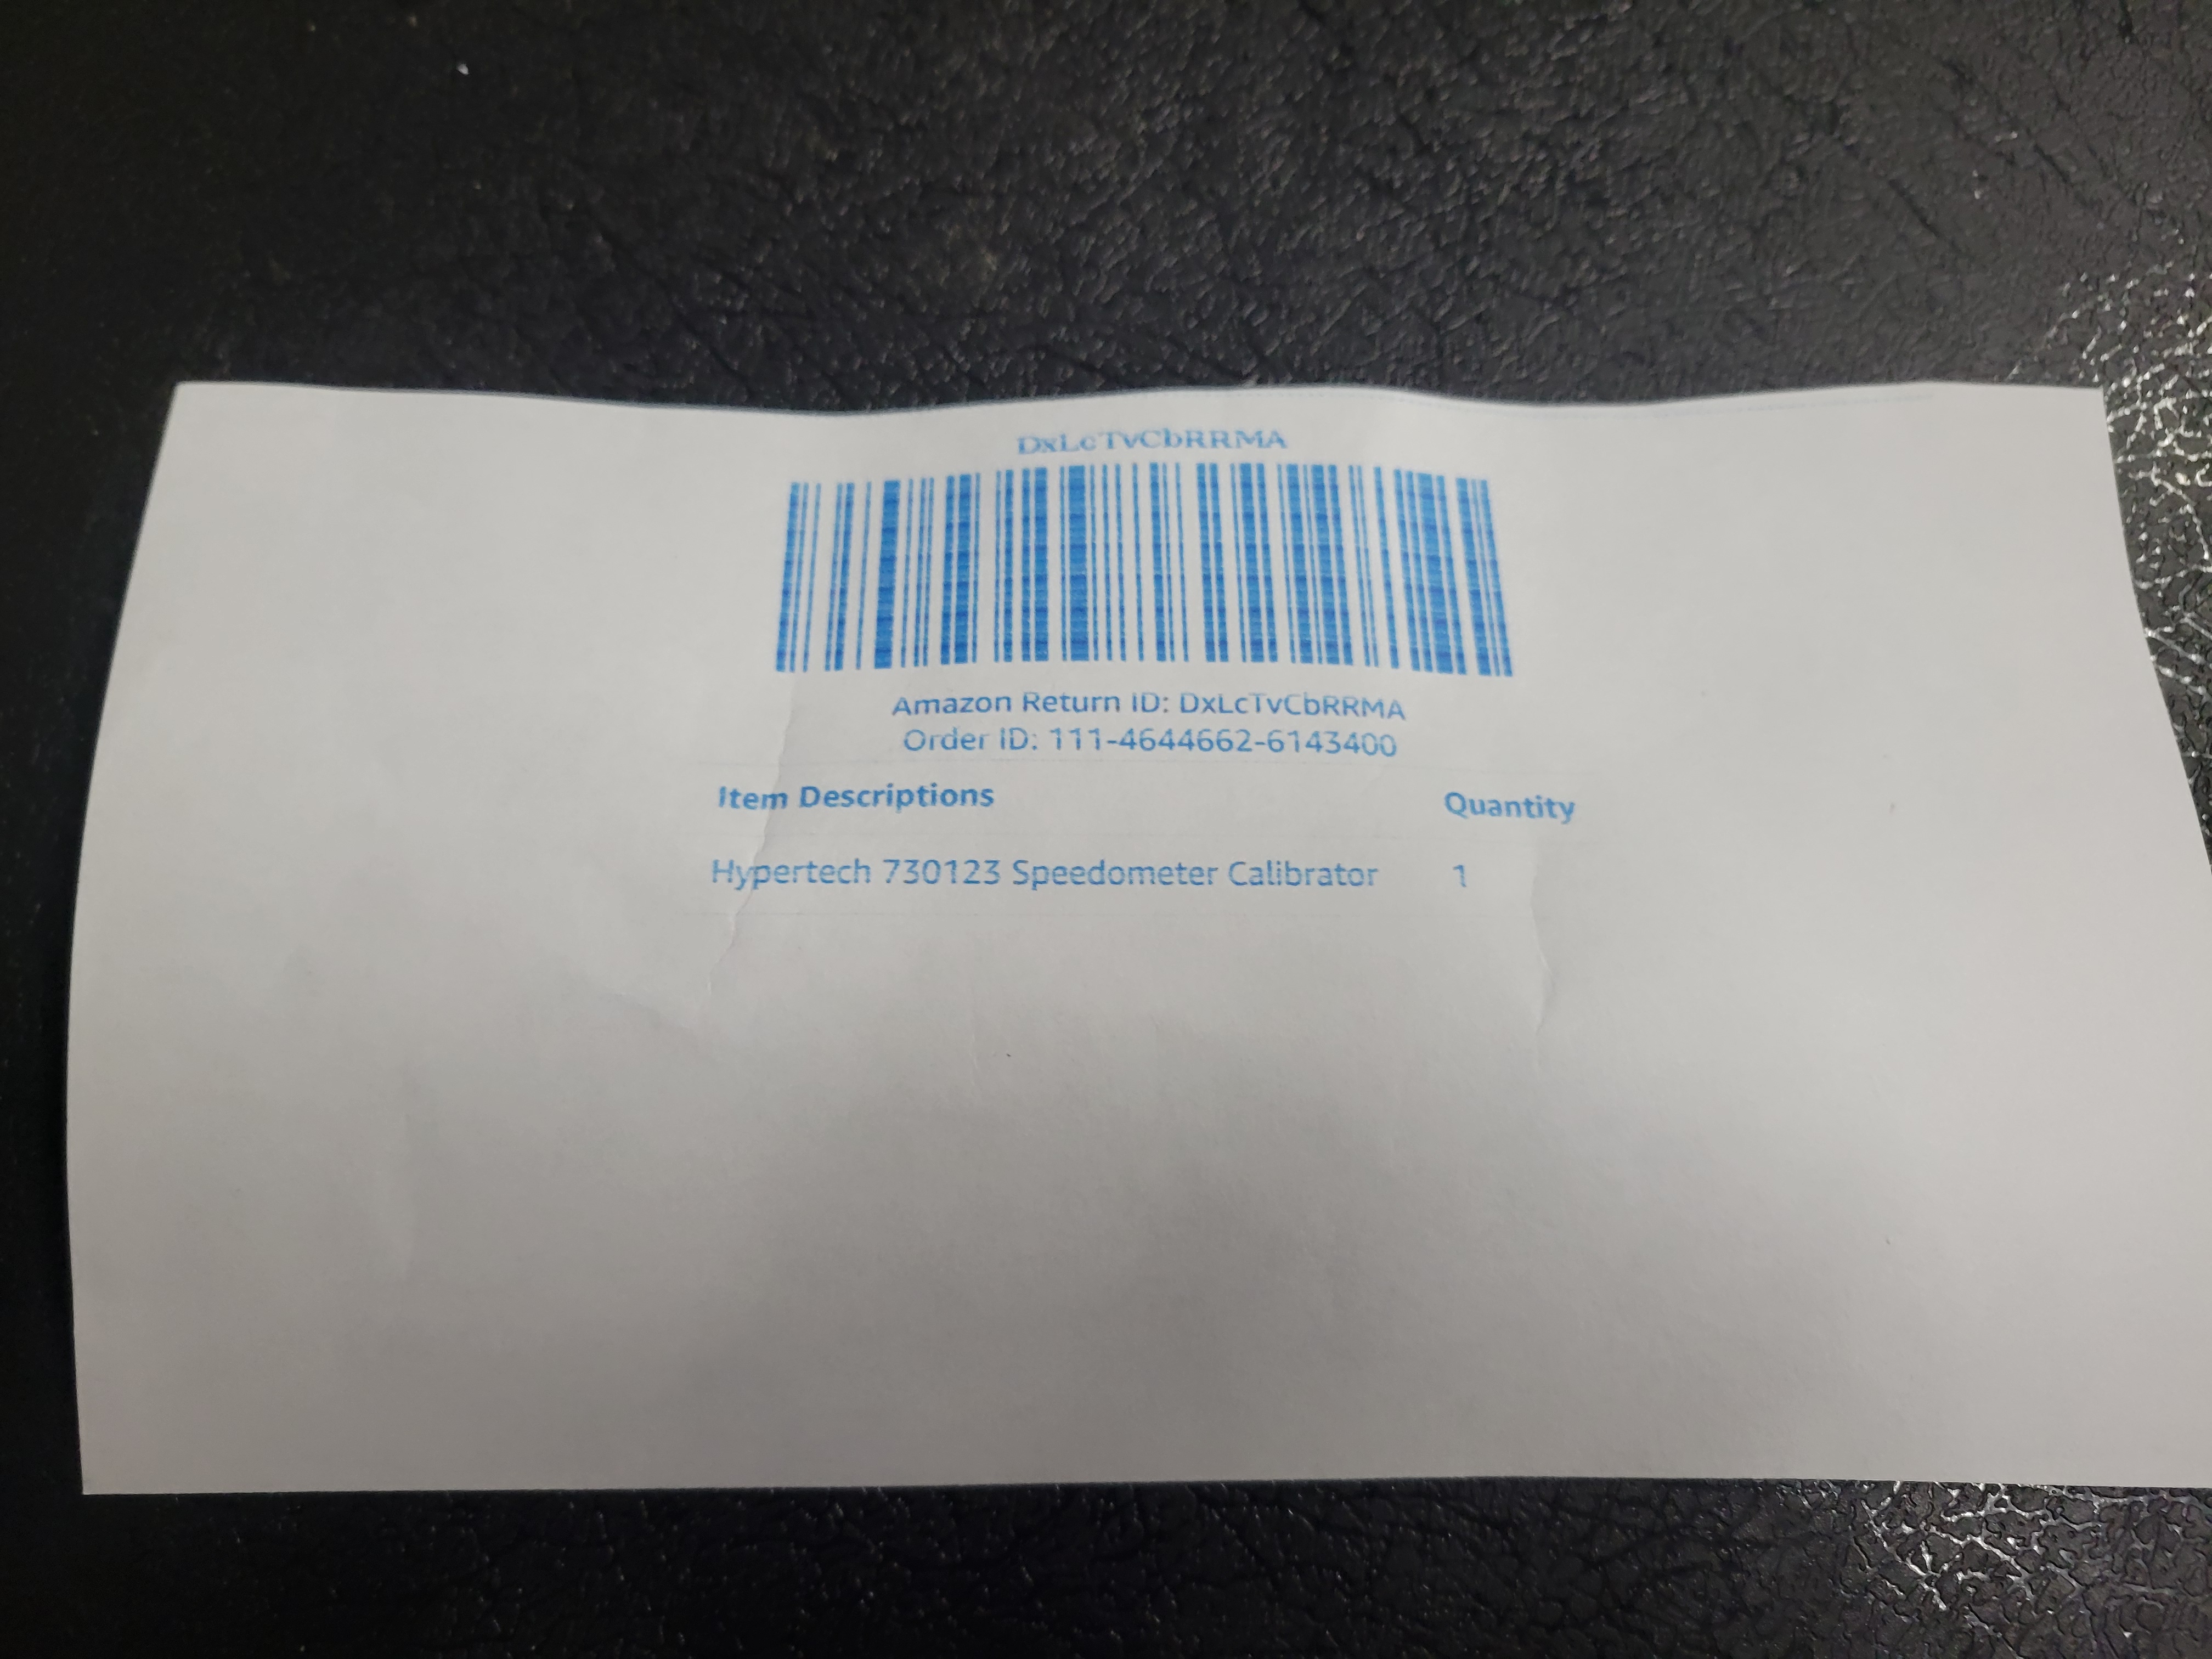 DxLcTvCbRRMA
Amazon Return ID: DxLcTvCbRRMA
Order ID: 111-4644662-6143400
Item Descriptions Quantity
Hypertech 730123 Speedometer Calibrator 1